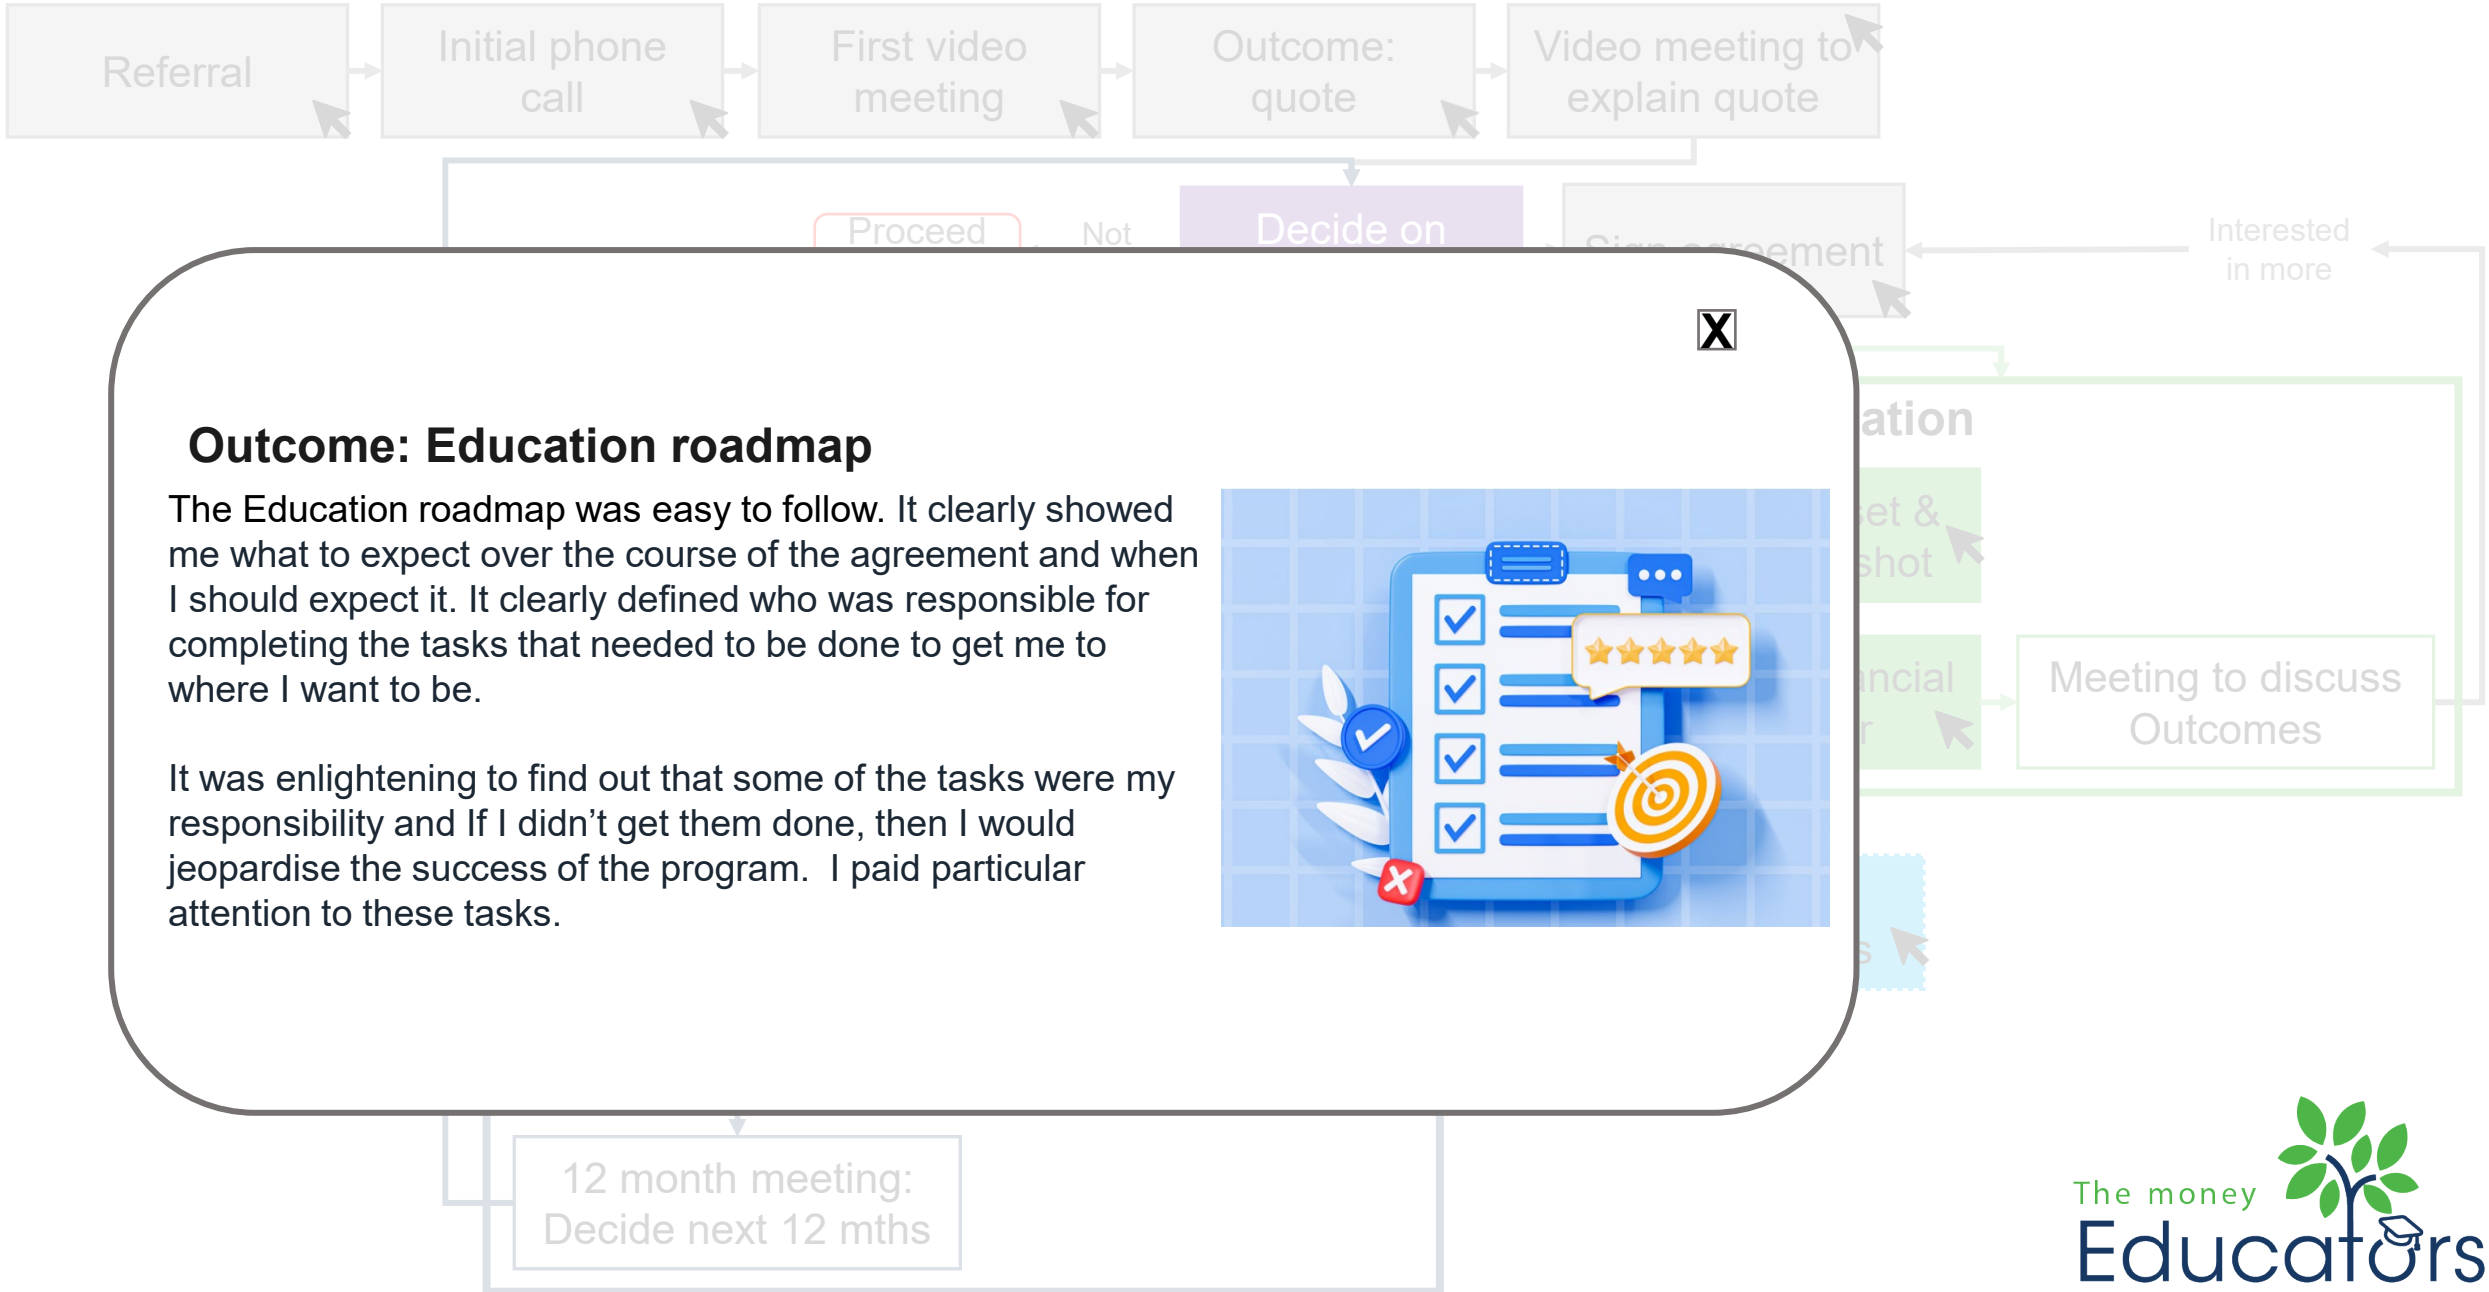 Referral
Initial phone
call
First video
meeting
Outcome:
quote
Video meeting to
explain quote
Proceed
Not
Decide on
Sign agreement
Interested
in more
X
Outcome: Education roadmap
The Education roadmap was easy to follow. It clearly showed
me what to expect over the course of the agreement and when
I should expect it. It clearly defined who was responsible for
completing the tasks that needed to be done to get me to
where I want to be.
It was enlightening to find out that some of the tasks were my
responsibility and If I didn’t get them done, then I would
jeopardise the success of the program.  I paid particular
attention to these tasks.
ation
set &
shot
ancial
r
Meeting to discuss
Outcomes
s
12 month meeting:
Decide next 12 mths
The money
Educators